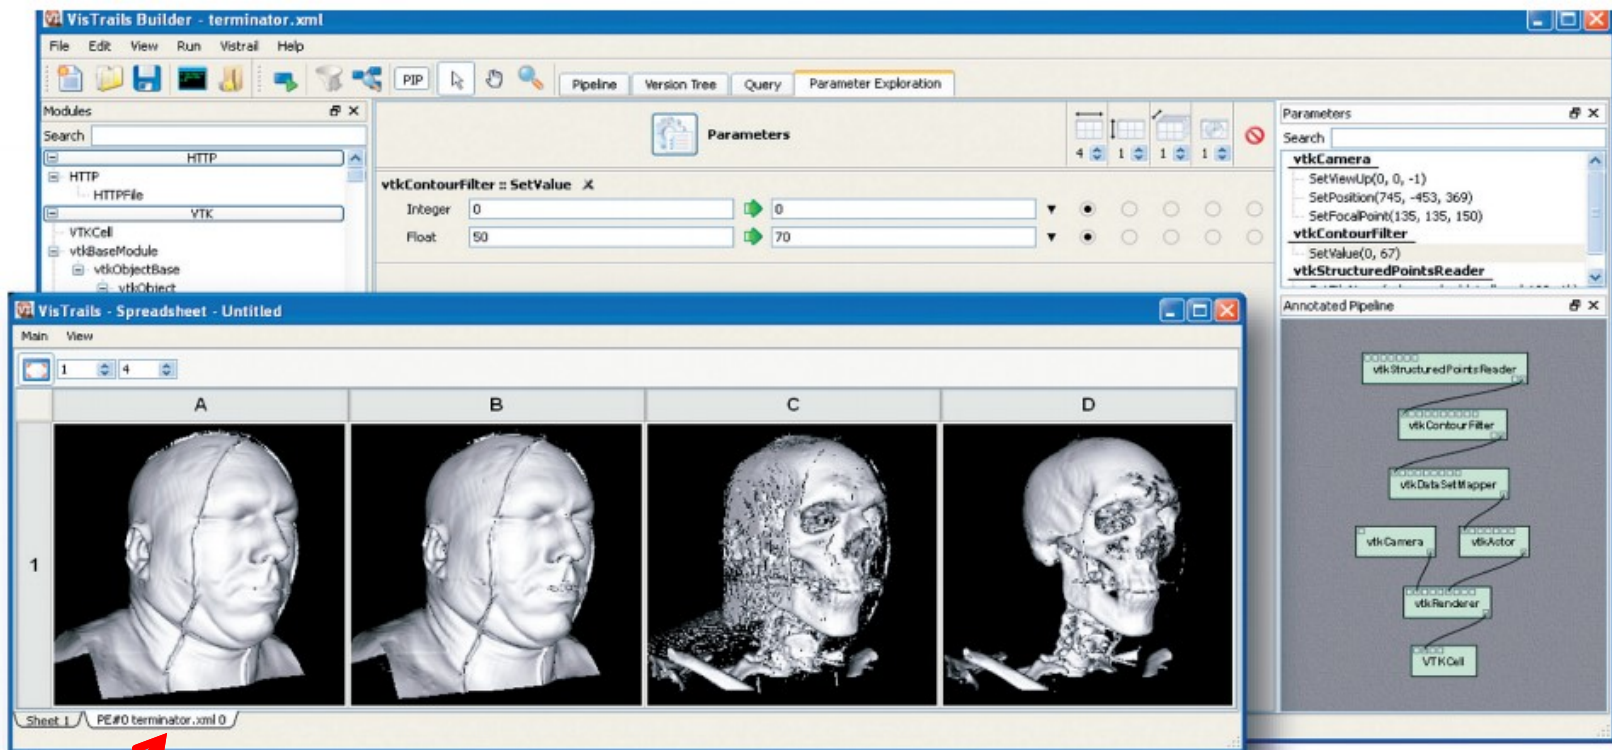 VisTrails Builder - terminator.xml
File Edit View Run Vistrail Help
PIP Pipeline Version Tree Query Parameter Exploration
Modules
Search
HTTP
HTTP
HTTPFile
VTK
VTKCell
vtkBaseModule
vtkObjectBase
vtkObject
Parameters
4 1 1 1
vtkContourFilter :: SetValue
Integer 0 0
Float 50 70
Parameters
Search
vtkCamera
SetViewUp(0, 0, -1)
SetPosition(745, -453, 369)
SetFocalPoint(135, 135, 150)
vtkContourFilter
SetValue(0, 67)
vtkStructuredPointsReader
Annotated Pipeline
vtkStructuredPointsReader
vtkContourFilter
vtkDataSetMapper
vtkCamera vtkActor
vtkRenderer
VTKCell
VisTrails - Spreadsheet - Untitled
Main View
1 4
A B C D
1
Sheet 1 PE#0 terminator.xml 0